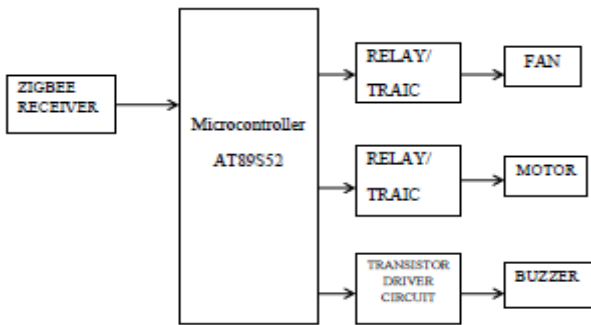 ZIGBEE
RECEIVER
Microcontroller
AT89S52
RELAY/
TRAIC
FAN
RELAY/
TRAIC
MOTOR
TRANSISTOR
DRIVER
CIRCUIT
BUZZER